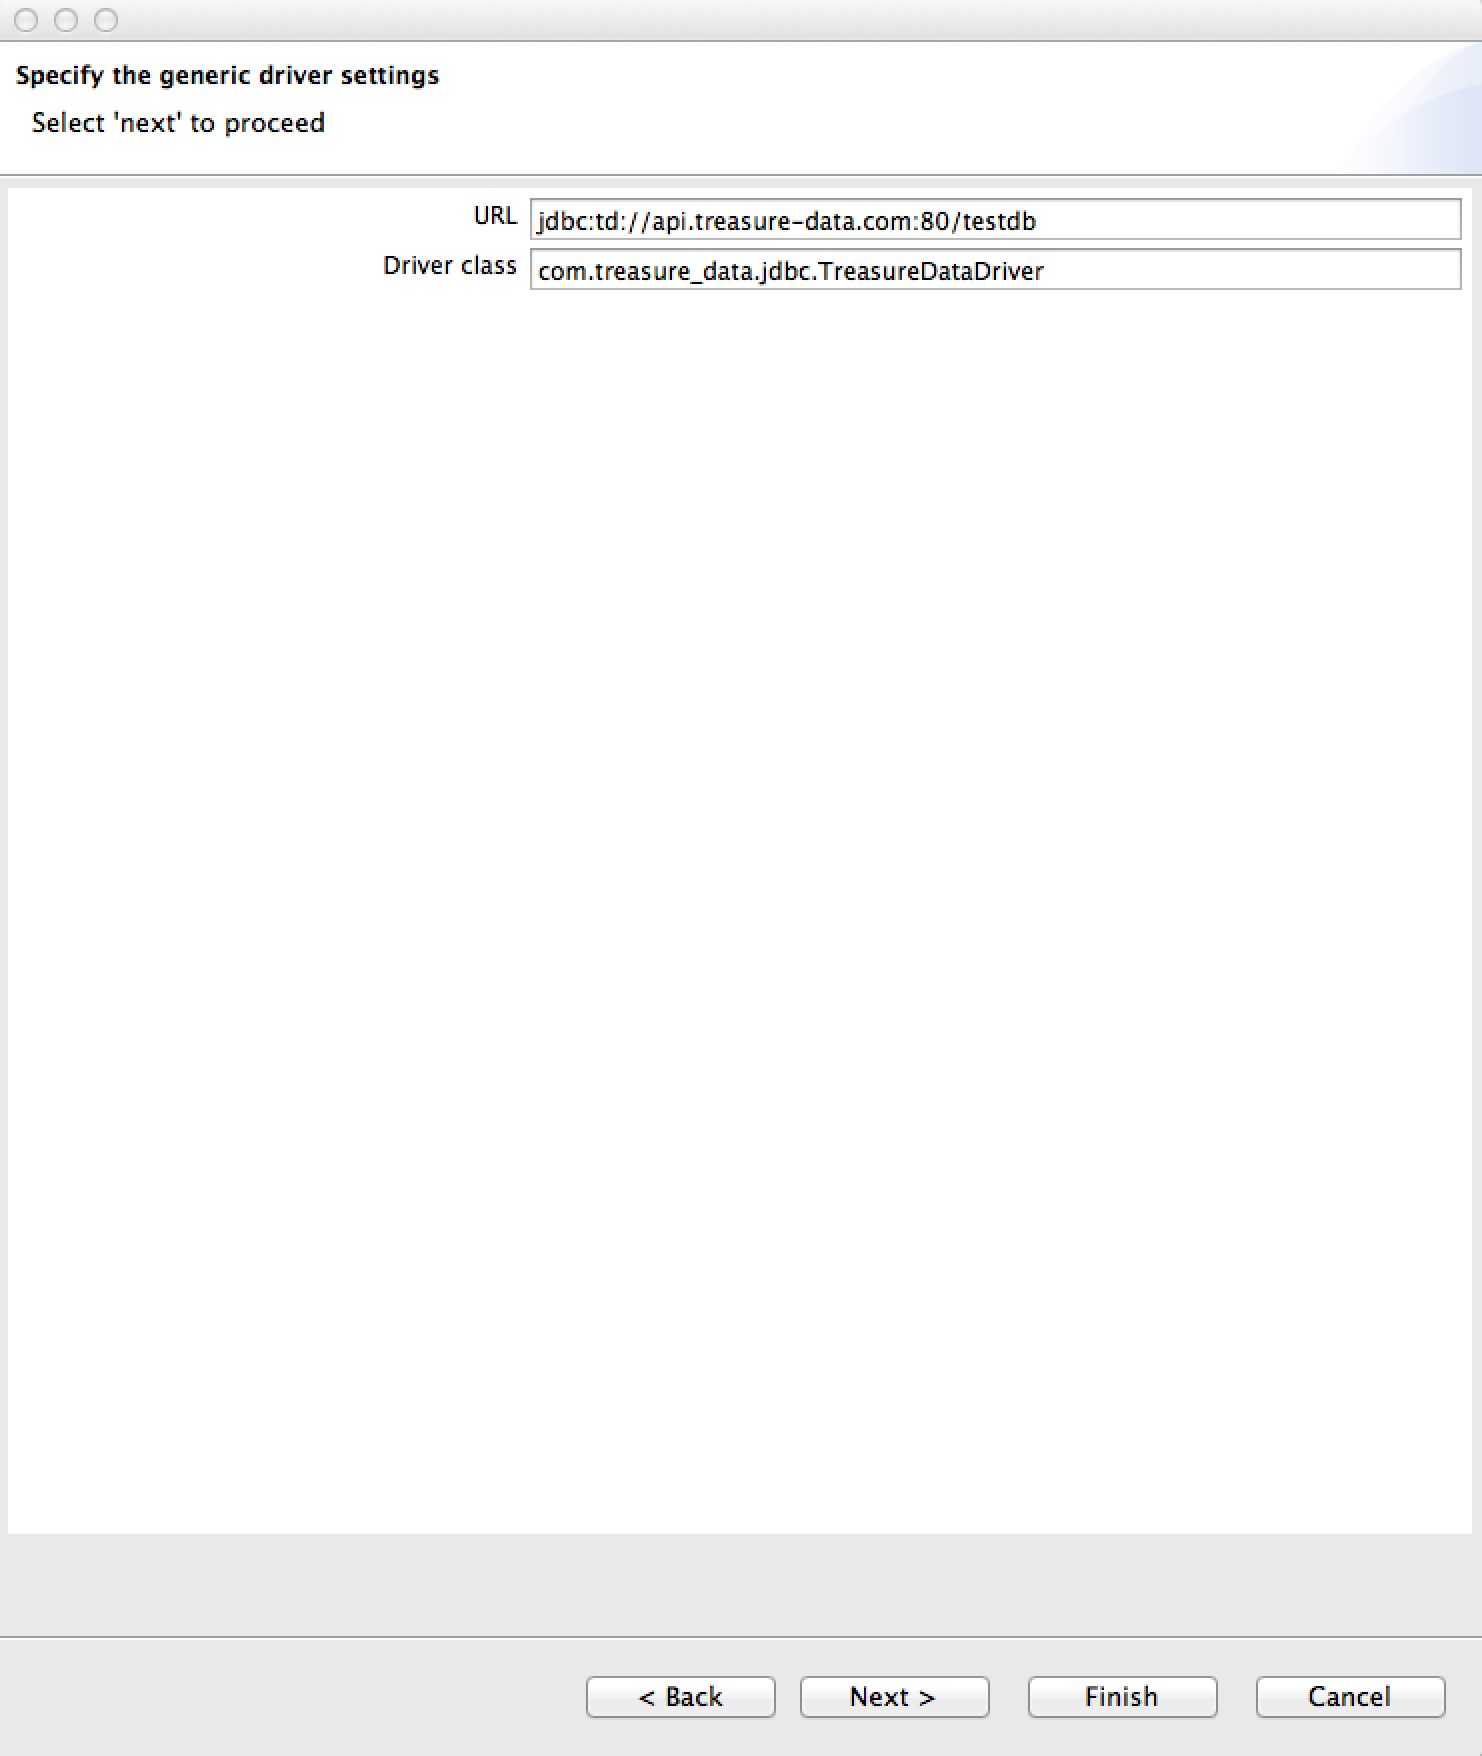 Specify the generic driver settings
Select 'next' to proceed
URL jdbc:td://api.treasure-data.com:80/testdb
Driver class com.treasure_data.jdbc.TreasureDataDriver
< Back Next > Finish Cancel